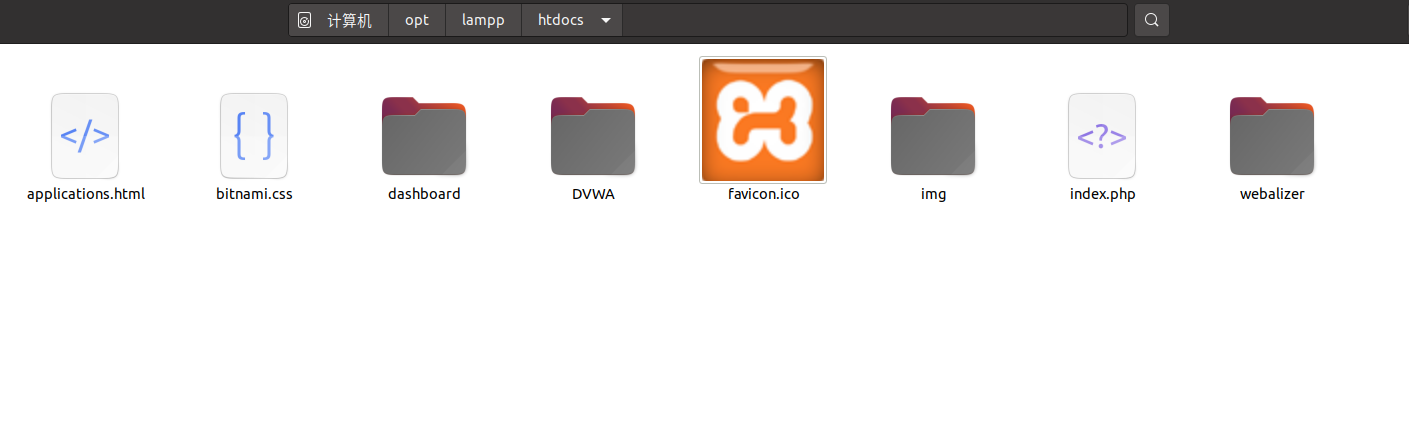 计算机 opt lampp htdocs
</> { } <?>
applications.html bitnami.css dashboard DVWA favicon.ico img index.php webalizer